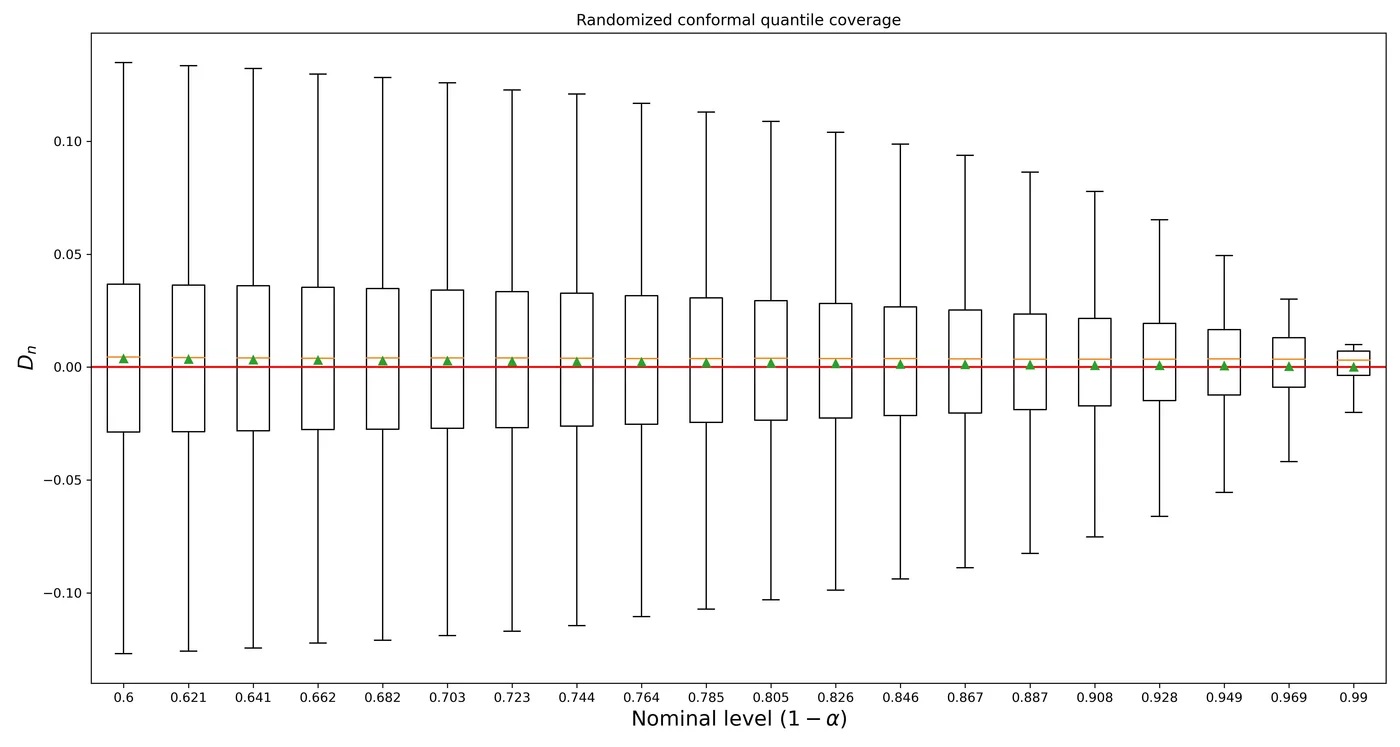 Randomized conformal quantile coverage
0.10
0.05
0.00
−0.05
−0.10
Dₙ
0.6 0.621 0.641 0.662 0.682 0.703 0.723 0.744 0.764 0.785 0.805 0.826 0.846 0.867 0.887 0.908 0.928 0.949 0.969 0.99
Nominal level (1 − α)